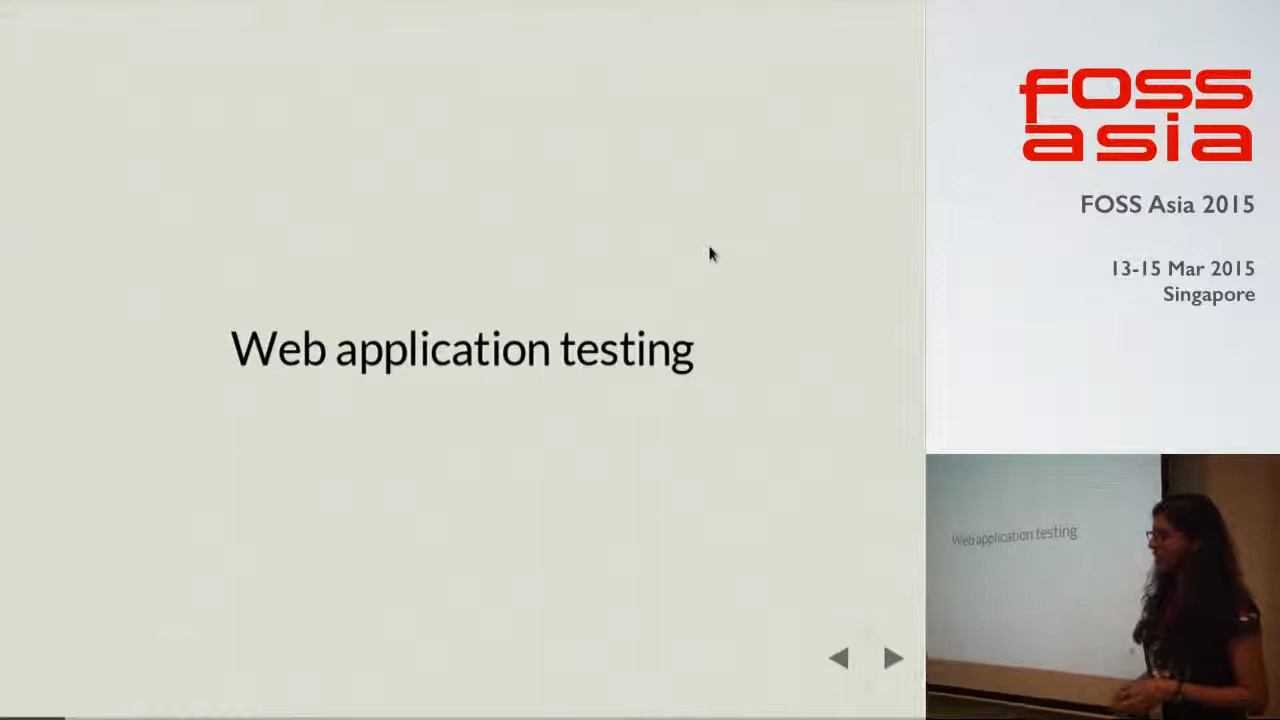 Web application testing
foss
asia
FOSS Asia 2015
13-15 Mar 2015
Singapore
Web application testing